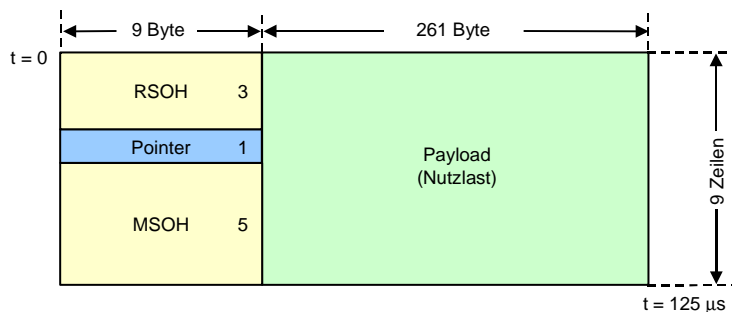 9 Byte
261 Byte
t = 0
RSOH 3
Pointer 1
MSOH 5
Payload
(Nutzlast)
9 Zeilen
t = 125 µs